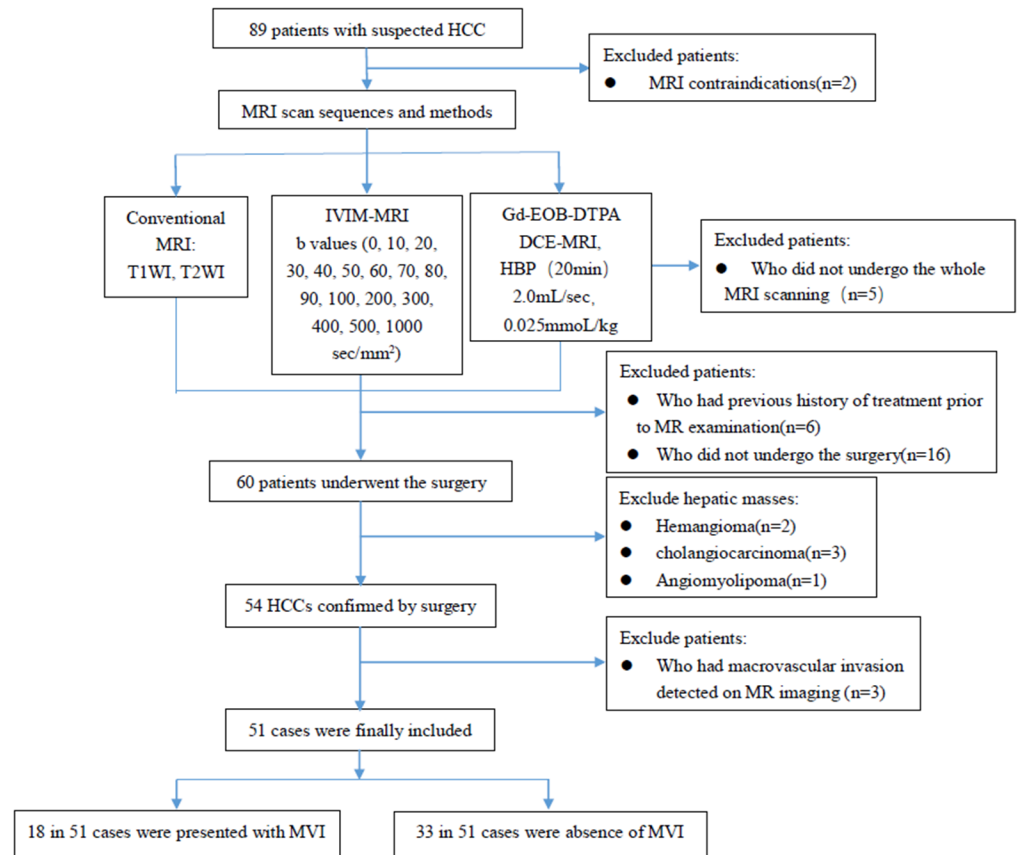 89 patients with suspected HCC
Excluded patients:
● MRI contraindications(n=2)
MRI scan sequences and methods
Conventional
MRI:
T1WI, T2WI
IVIM-MRI
b values (0, 10, 20,
30, 40, 50, 60, 70, 80,
90, 100, 200, 300,
400, 500, 1000
sec/mm²)
Gd-EOB-DTPA
DCE-MRI,
HBP（20min）
2.0mL/sec,
0.025mmoL/kg
Excluded patients:
● Who did not undergo the whole
MRI scanning（n=5）
Excluded patients:
● Who had previous history of treatment prior
to MR examination(n=6)
● Who did not undergo the surgery(n=16)
60 patients underwent the surgery
Exclude hepatic masses:
● Hemangioma(n=2)
● cholangiocarcinoma(n=3)
● Angiomyolipoma(n=1)
54 HCCs confirmed by surgery
Exclude patients:
● Who had macrovascular invasion
detected on MR imaging (n=3)
51 cases were finally included
18 in 51 cases were presented with MVI
33 in 51 cases were absence of MVI